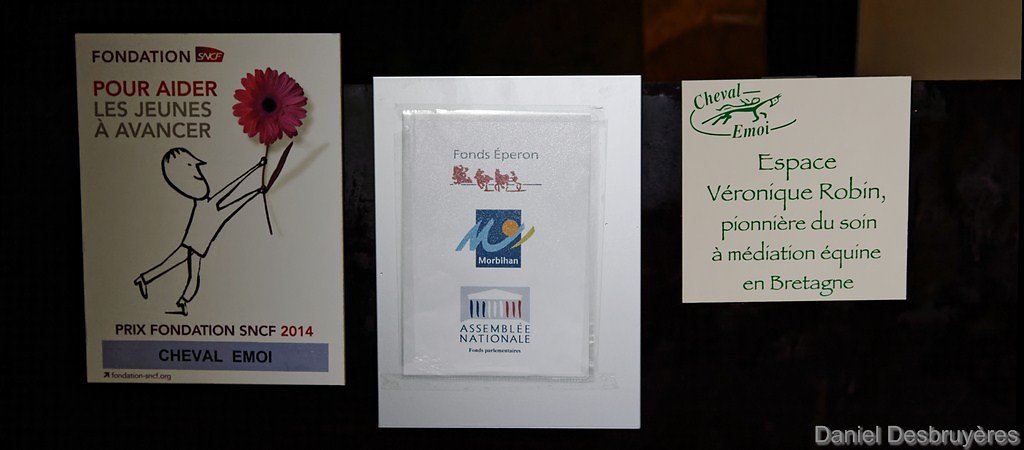 FONDATION SNCF
POUR AIDER
LES JEUNES
À AVANCER
PRIX FONDATION SNCF 2014
CHEVAL EMOI
fondation-sncf.org
Fonds Éperon
Morbihan
ASSEMBLÉE
NATIONALE
Fonds parlementaires
Cheval
Emoi
Espace
Véronique Robin,
pionnière du soin
à médiation équine
en Bretagne
Daniel Desbruyères